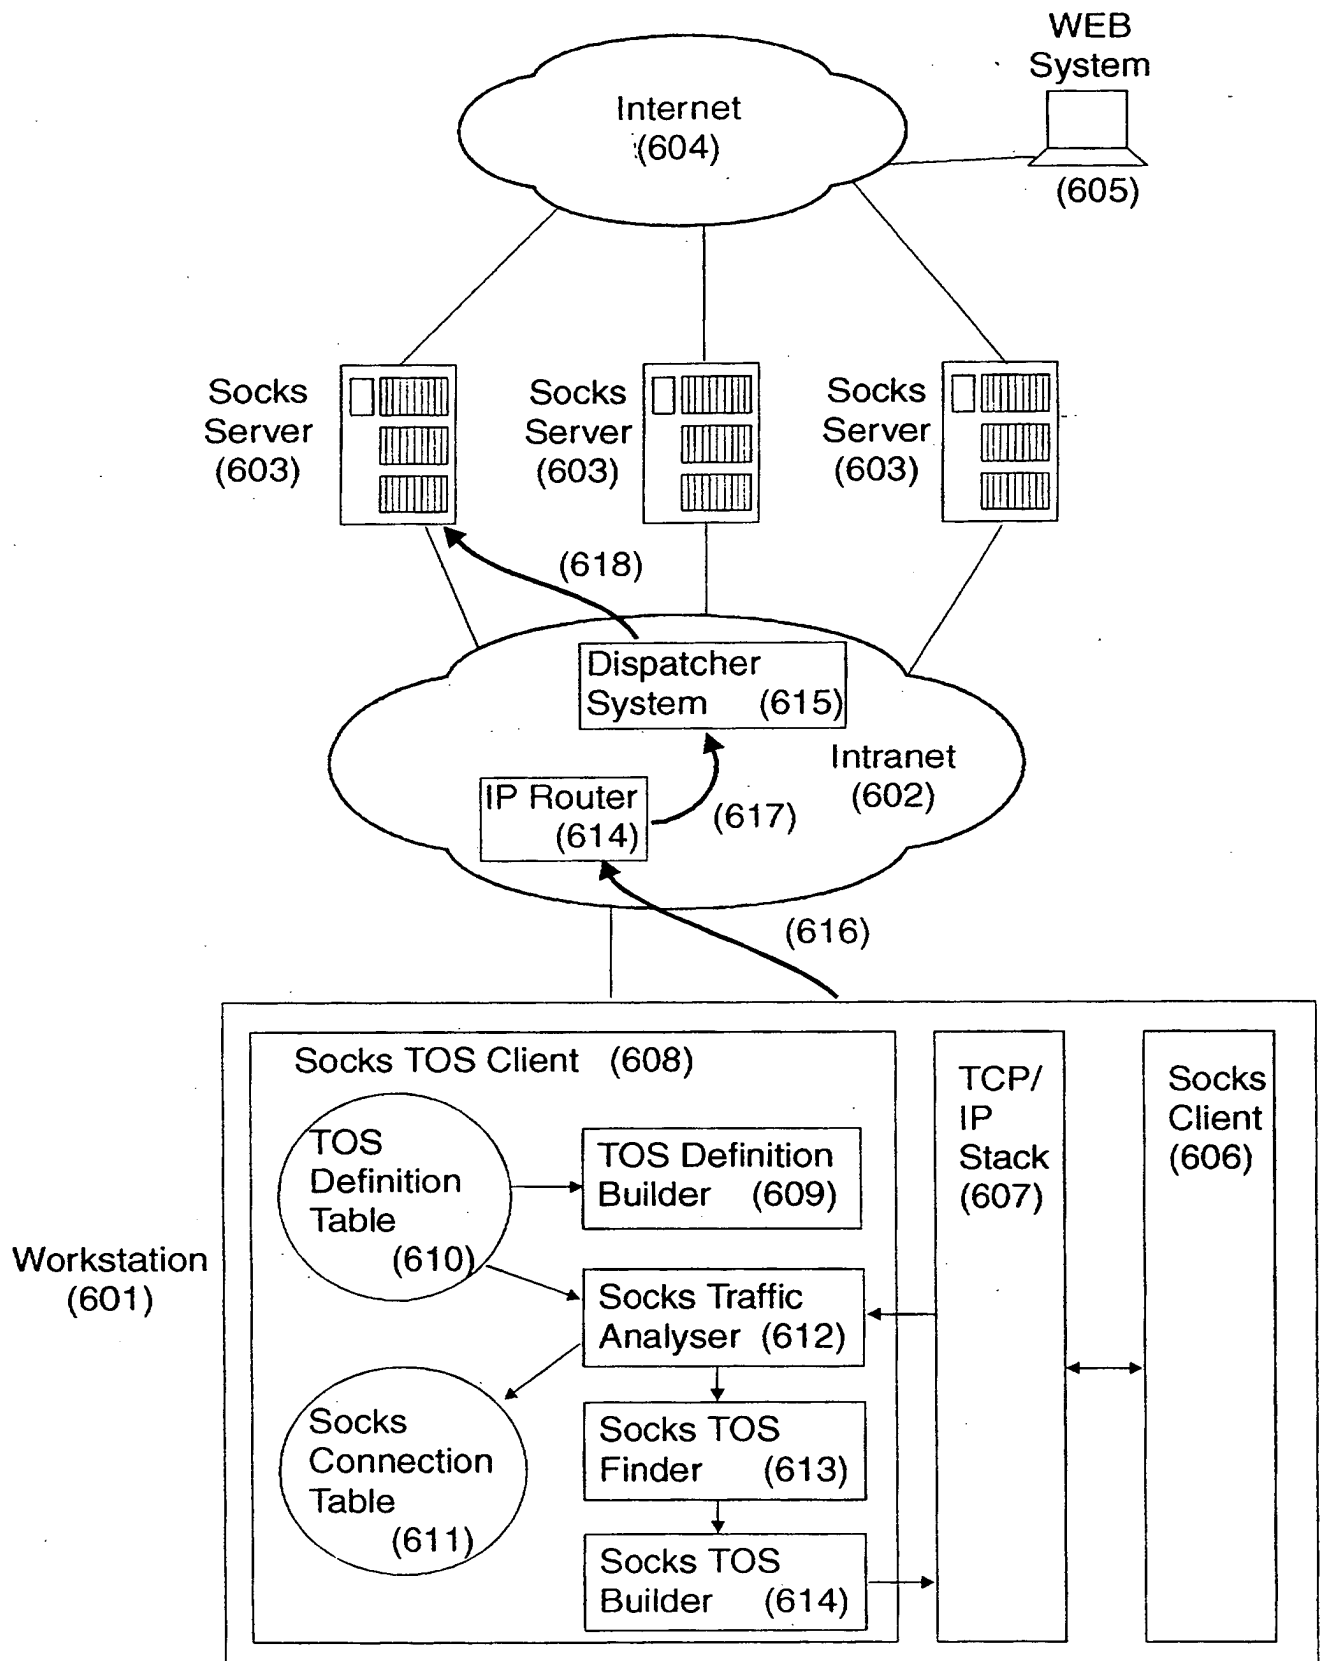 WEB
System
(605)
Internet
(604)
Socks
Server
(603)
Socks
Server
(603)
Socks
Server
(603)
(618)
Dispatcher
System (615)
Intranet
(602)
IP Router
(614)
(617)
(616)
Workstation
(601)
Socks TOS Client (608)
TOS
Definition
Table
(610)
TOS Definition
Builder (609)
Socks Traffic
Analyser (612)
Socks
Connection
Table
(611)
Socks TOS
Finder (613)
Socks TOS
Builder (614)
TCP/
IP
Stack
(607)
Socks
Client
(606)